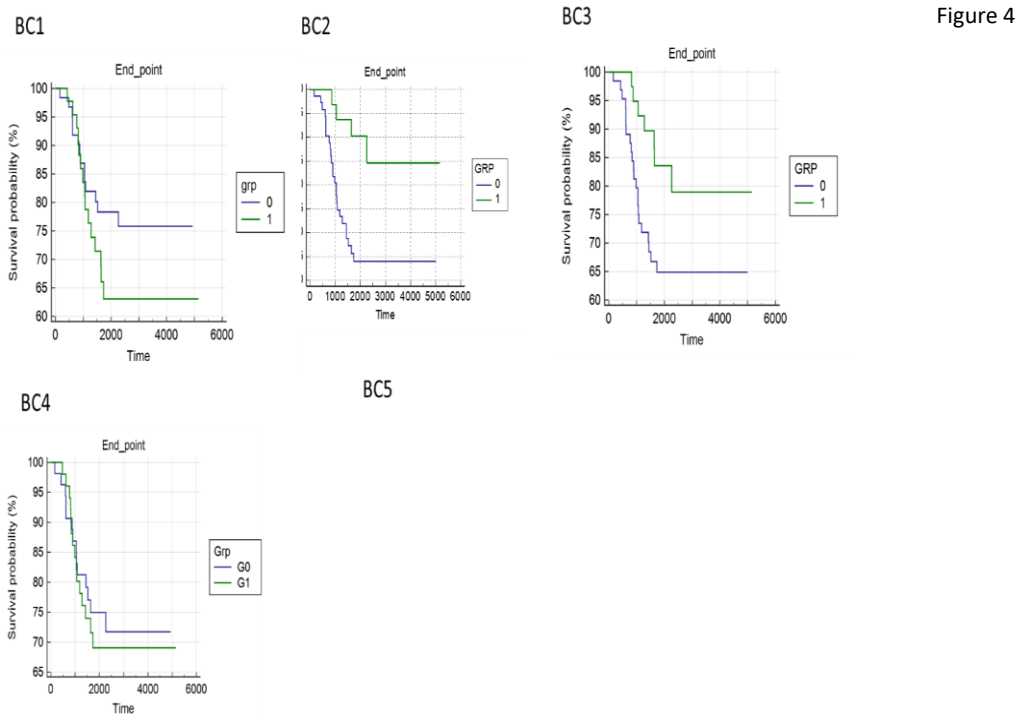 Figure 4
BC1
End_point
Survival probability (%)
100
95
90
85
80
75
70
65
60
0 2000 4000 6000
Time
grp
0
1
BC2
End_point
0 1000 2000 3000 4000 5000 6000
Time
GRP
0
1
BC3
End_point
Survival probability (%)
100
95
90
85
80
75
70
65
60
0 2000 4000 6000
Time
GRP
0
1
BC4
End_point
Survival probability (%)
100
95
90
85
80
75
70
65
0 2000 4000 6000
Time
Grp
G0
G1
BC5